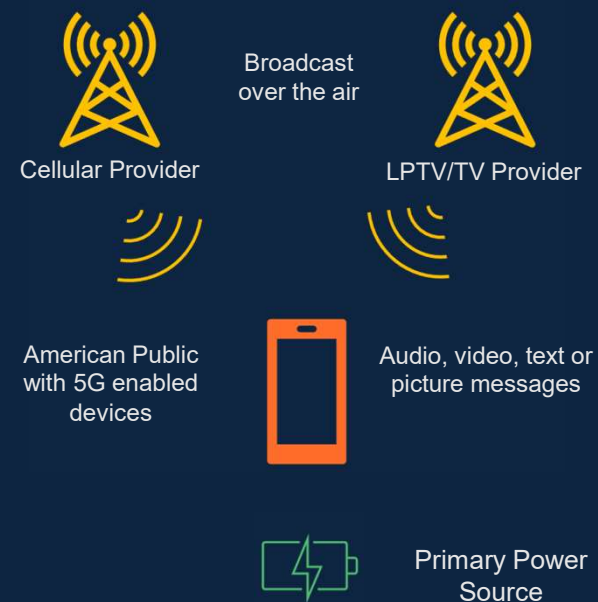 Broadcast
over the air
Cellular Provider
LPTV/TV Provider
American Public
with 5G enabled
devices
Audio, video, text or
picture messages
Primary Power
Source